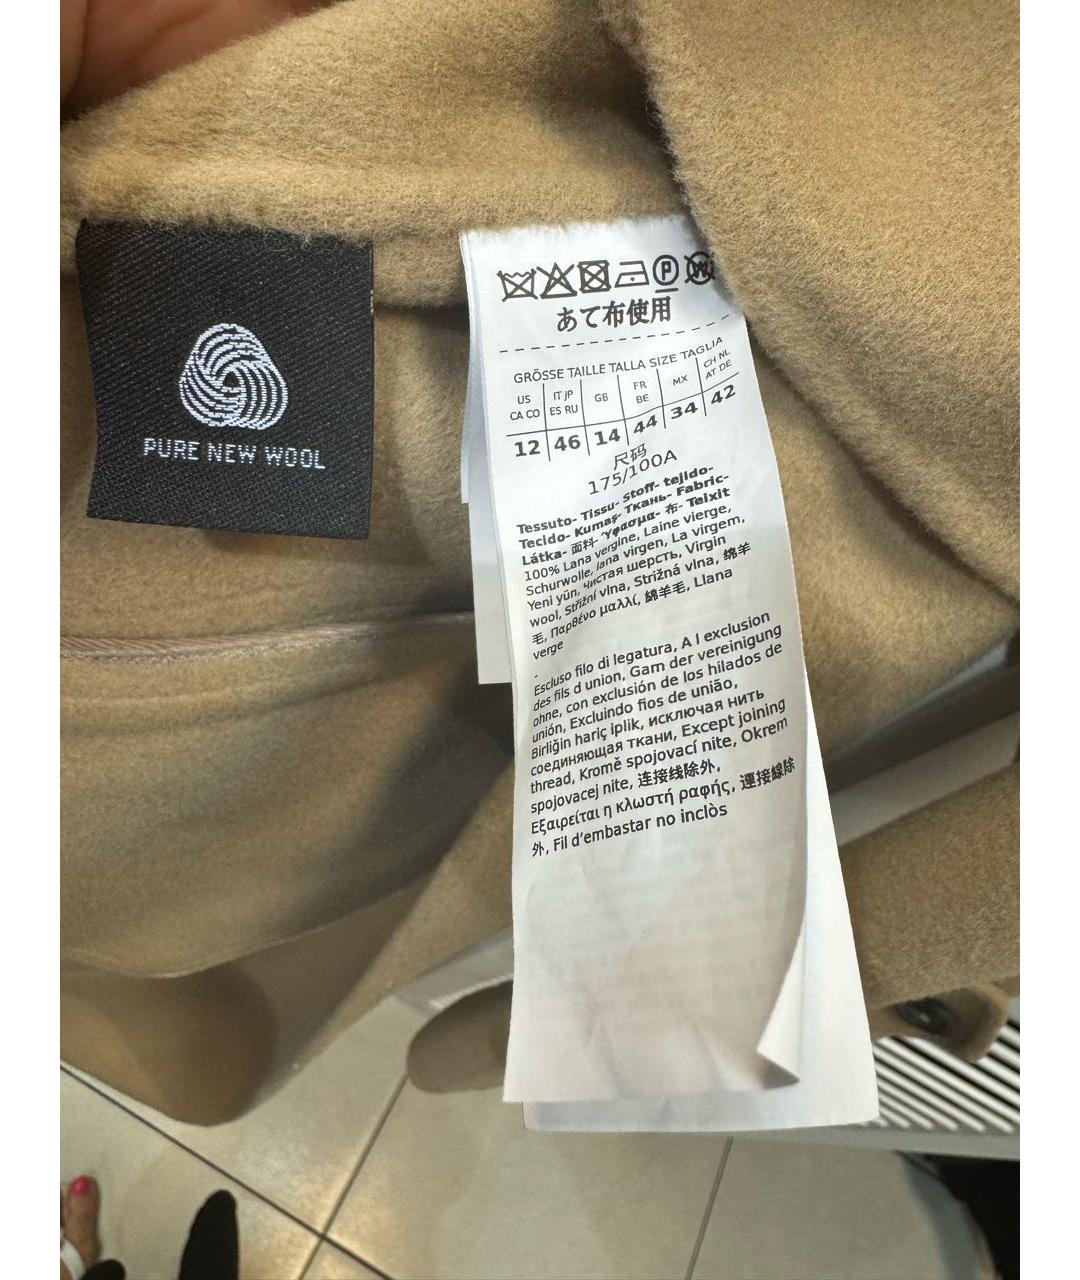 PURE NEW WOOL
あて布使用
GRÖSSE TAILLE TALLA SIZE TAGLIA
US CA CO IT JP ES RU GB FR BE MX CH NL AT DE
12 46 14 44 34 42
尺码
175/100A
Tessuto- Tissu- Stoff- tejido-
Tecido- Kumaş- Ткань- Fabric-
Látka- 面料- Ύφασμα- 布- Teixit
100% Lana vergine, Laine vierge,
Schurwolle, lana virgen, La virgem,
Yeni yün, Чистая шерсть, Virgin
wool, Střižní vlna, Strižná vlna, 绵羊
毛, Παρθένο μαλλί, 綿羊毛, Llana
verge
-
Escluso filo di legatura, A l exclusion
des fils d union, Garn der vereinigung
ohne, con exclusión de los hilados de
unión, Excluindo fios de união,
Birliğin hariç iplik, исключая нить
соединяющая ткани, Except joining
thread, Kromě spojovací nite, Okrem
spojovacej nite, 连接线除外,
Εξαιρείται η κλωστή ραφής, 連接線除
外, Fil d'embastar no inclòs